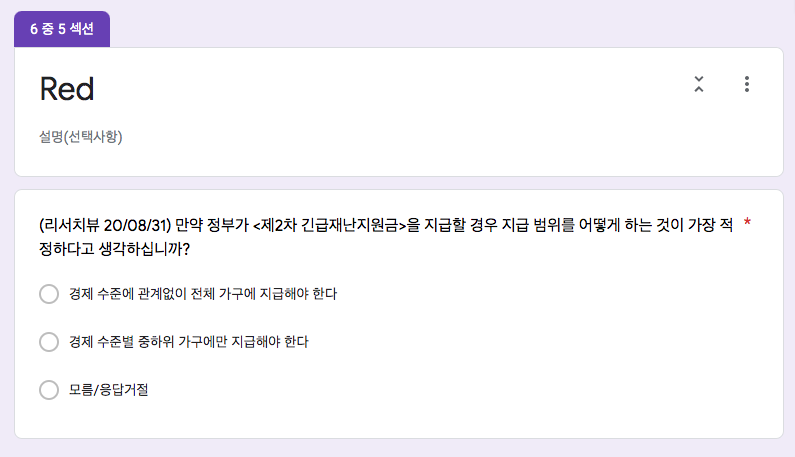 6 중 5 섹션
Red
설명(선택사항)
(리서치뷰 20/08/31) 만약 정부가 <제2차 긴급재난지원금>을 지급할 경우 지급 범위를 어떻게 하는 것이 가장 적 *
정하다고 생각하십니까?
경제 수준에 관계없이 전체 가구에 지급해야 한다
경제 수준별 중하위 가구에만 지급해야 한다
모름/응답거절